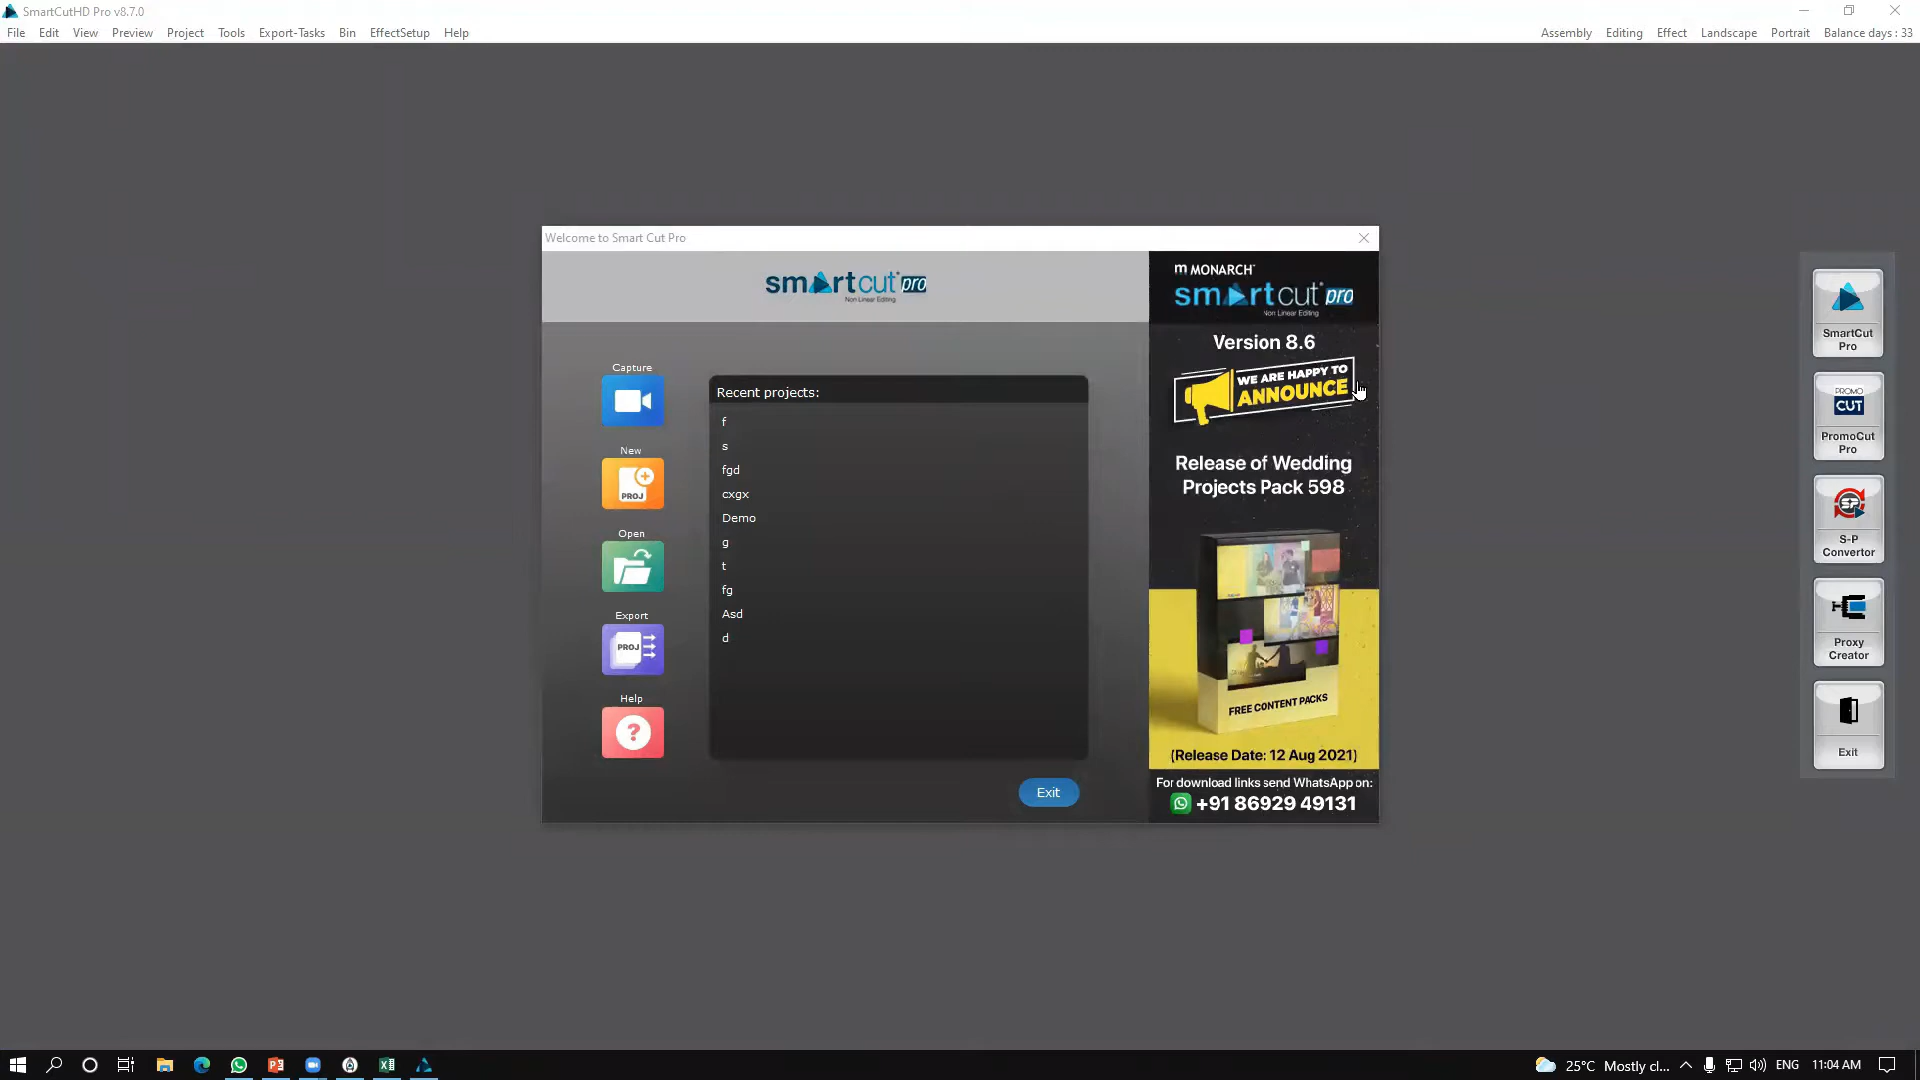 SmartCutHD Pro v8.7.0
File Edit View Preview Project Tools Export-Tasks Bin EffectSetup Help
Assembly Editing Effect Landscape Portrait Balance days : 33
Welcome to Smart Cut Pro
smartcut pro
Non Linear Editing
Capture
New
PROJ
Open
Export
PROJ
Help
?
Recent projects:
f
s
fgd
cxgx
Demo
g
t
fg
Asd
d
Exit
m MONARCH™
smartcut pro
Non Linear Editing
Version 8.6
WE ARE HAPPY TO
ANNOUNCE
Release of Wedding
Projects Pack 598
FREE CONTENT PACKS
(Release Date: 12 Aug 2021)
For download links send WhatsApp on:
+91 86929 49131
SmartCut
Pro
PROMO
CUT
PromoCut
Pro
SP
S-P
Convertor
Proxy
Creator
Exit
25°C Mostly cl... ENG 11:04 AM